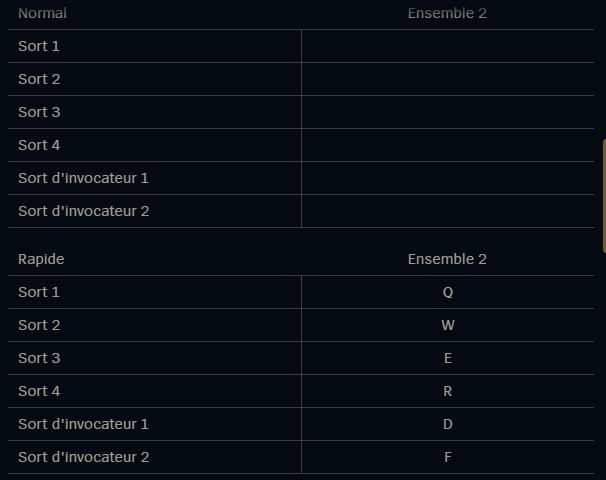 Normal Ensemble 2
Sort 1
Sort 2
Sort 3
Sort 4
Sort d'invocateur 1
Sort d'invocateur 2
Rapide Ensemble 2
Sort 1 Q
Sort 2 W
Sort 3 E
Sort 4 R
Sort d'invocateur 1 D
Sort d'invocateur 2 F